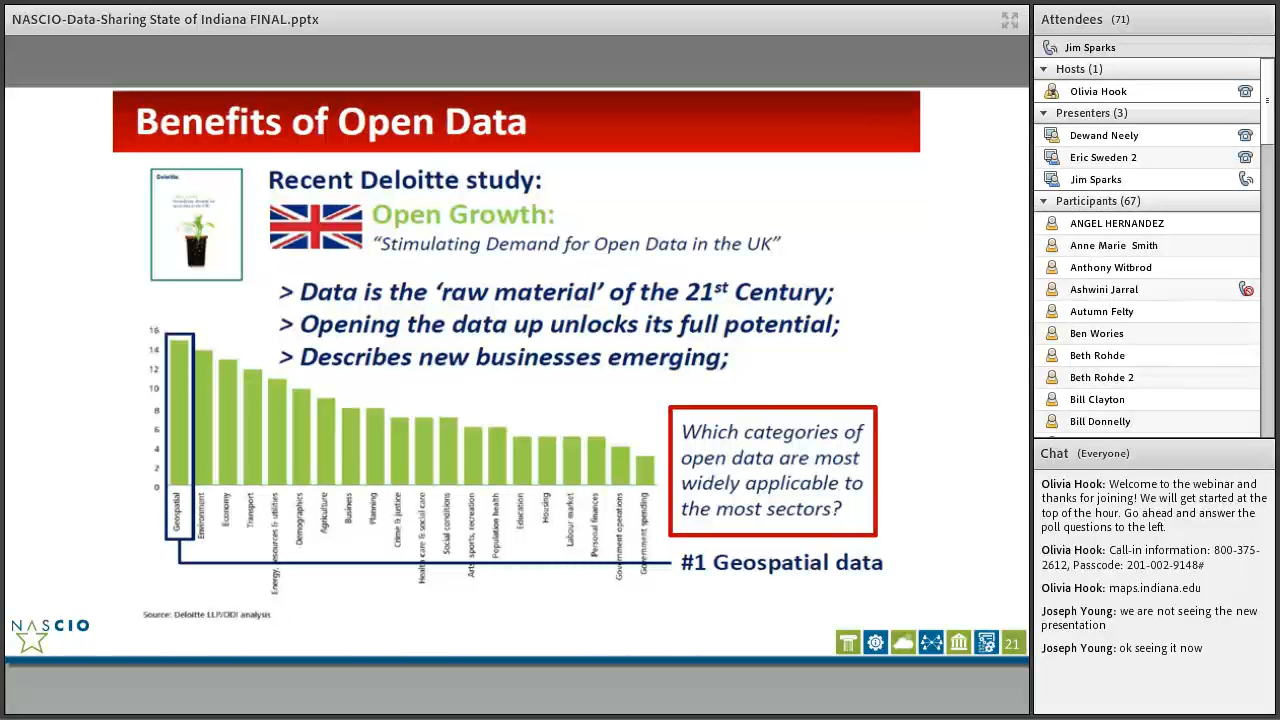 NASCIO-Data-Sharing State of Indiana FINAL.pptx
Benefits of Open Data
Deloitte.
Recent Deloitte study:
Open Growth:
“Stimulating Demand for Open Data in the UK”
> Data is the ‘raw material’ of the 21st Century;
> Opening the data up unlocks its full potential;
> Describes new businesses emerging;
16
14
12
10
8
6
4
2
0
Geospatial
Environment
Economy
Transport
Energy, resources & utilities
Demographics
Agriculture
Business
Planning
Crime & justice
Health care & social care
Social conditions
Arts, sports, recreation
Population health
Education
Housing
Labour market
Personal finances
Government operations
Government spending
Which categories of
open data are most
widely applicable to
the most sectors?
#1 Geospatial data
Source: Deloitte LLP/ODI analysis
NASCIO
21
Attendees (71)
Jim Sparks
Hosts (1)
Olivia Hook
Presenters (3)
Dewand Neely
Eric Sweden 2
Jim Sparks
Participants (67)
ANGEL HERNANDEZ
Anne Marie Smith
Anthony Witbrod
Ashwini Jarral
Autumn Felty
Ben Wories
Beth Rohde
Beth Rohde 2
Bill Clayton
Bill Donnelly
Chat (Everyone)
Olivia Hook: Welcome to the webinar and
thanks for joining! We will get started at the
top of the hour. Go ahead and answer the
poll questions to the left.
Olivia Hook: Call in information: 800-375-
2612, Passcode: 201-002-9148#
Olivia Hook: maps.indiana.edu
Joseph Young: we are not seeing the new
presentation
Joseph Young: ok seeing it now